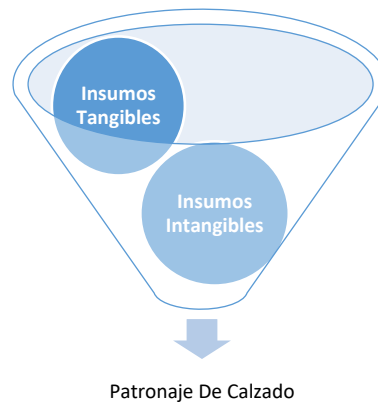 Insumos
Tangibles
Insumos
Intangibles
Patronaje De Calzado